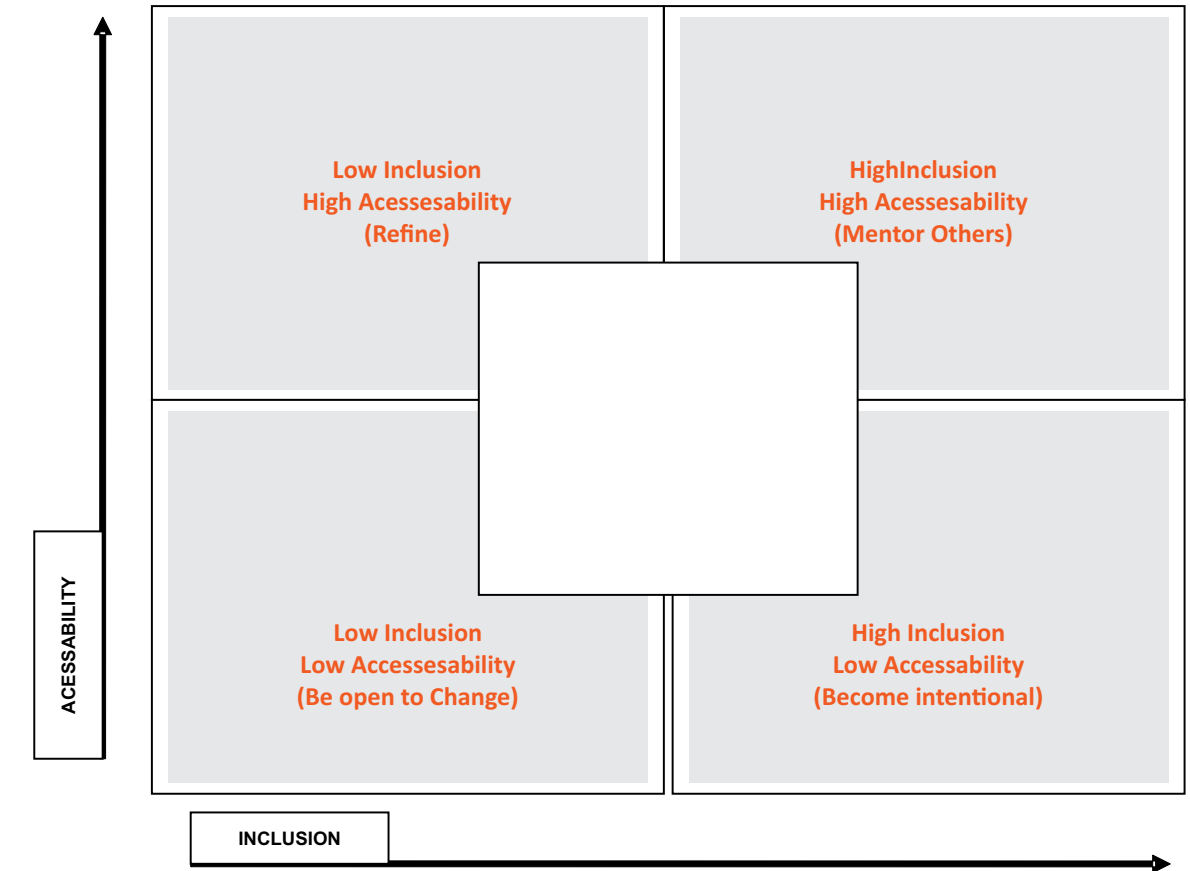 Low Inclusion
High Acessesability
(Refine)
HighInclusion
High Acessesability
(Mentor Others)
ACESSABILITY
Low Inclusion
Low Accessesability
(Be open to Change)
High Inclusion
Low Accessability
(Become intentional)
INCLUSION